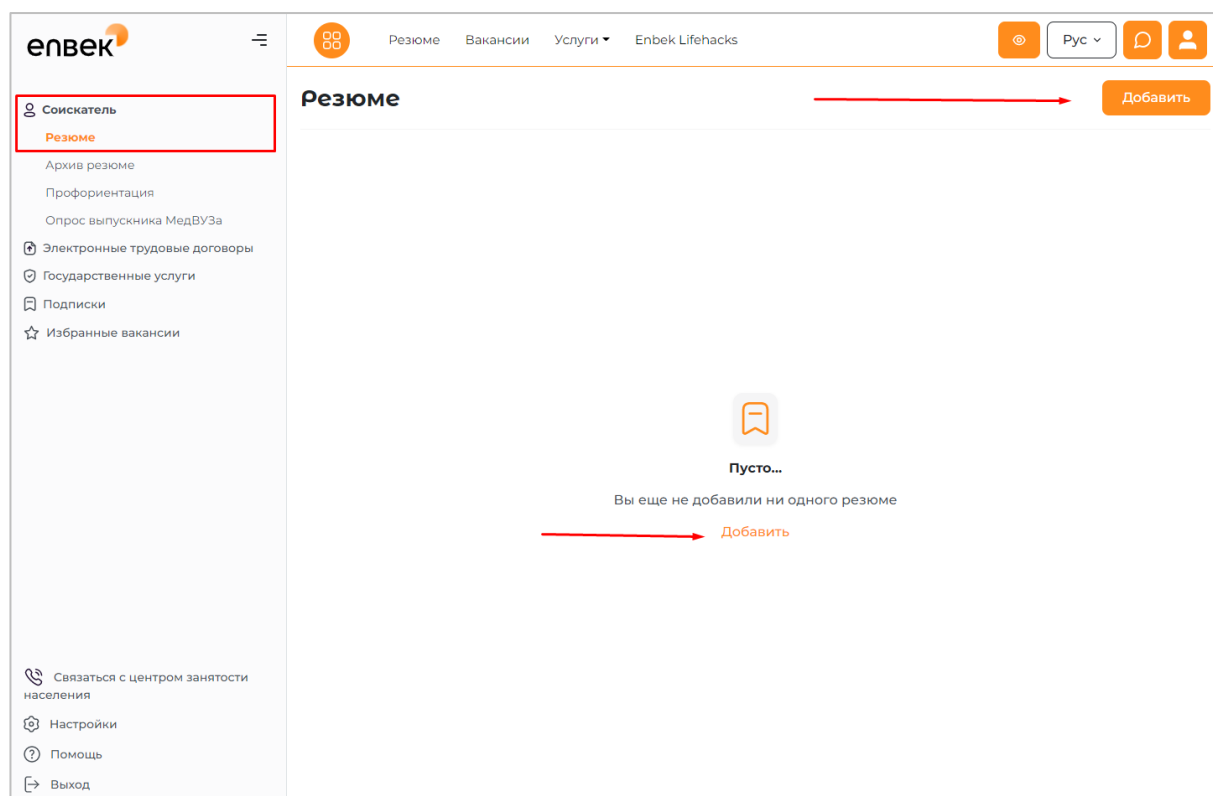 enbek
Резюме
Вакансии
Услуги
Enbek Lifehacks
Рус
Соискатель
Резюме
Архив резюме
Профориентация
Опрос выпускника МедВУЗа
Электронные трудовые договоры
Государственные услуги
Подписки
Избранные вакансии
Связаться с центром занятости
населения
Настройки
Помощь
Выход
Резюме
Добавить
Пусто...
Вы еще не добавили ни одного резюме
Добавить